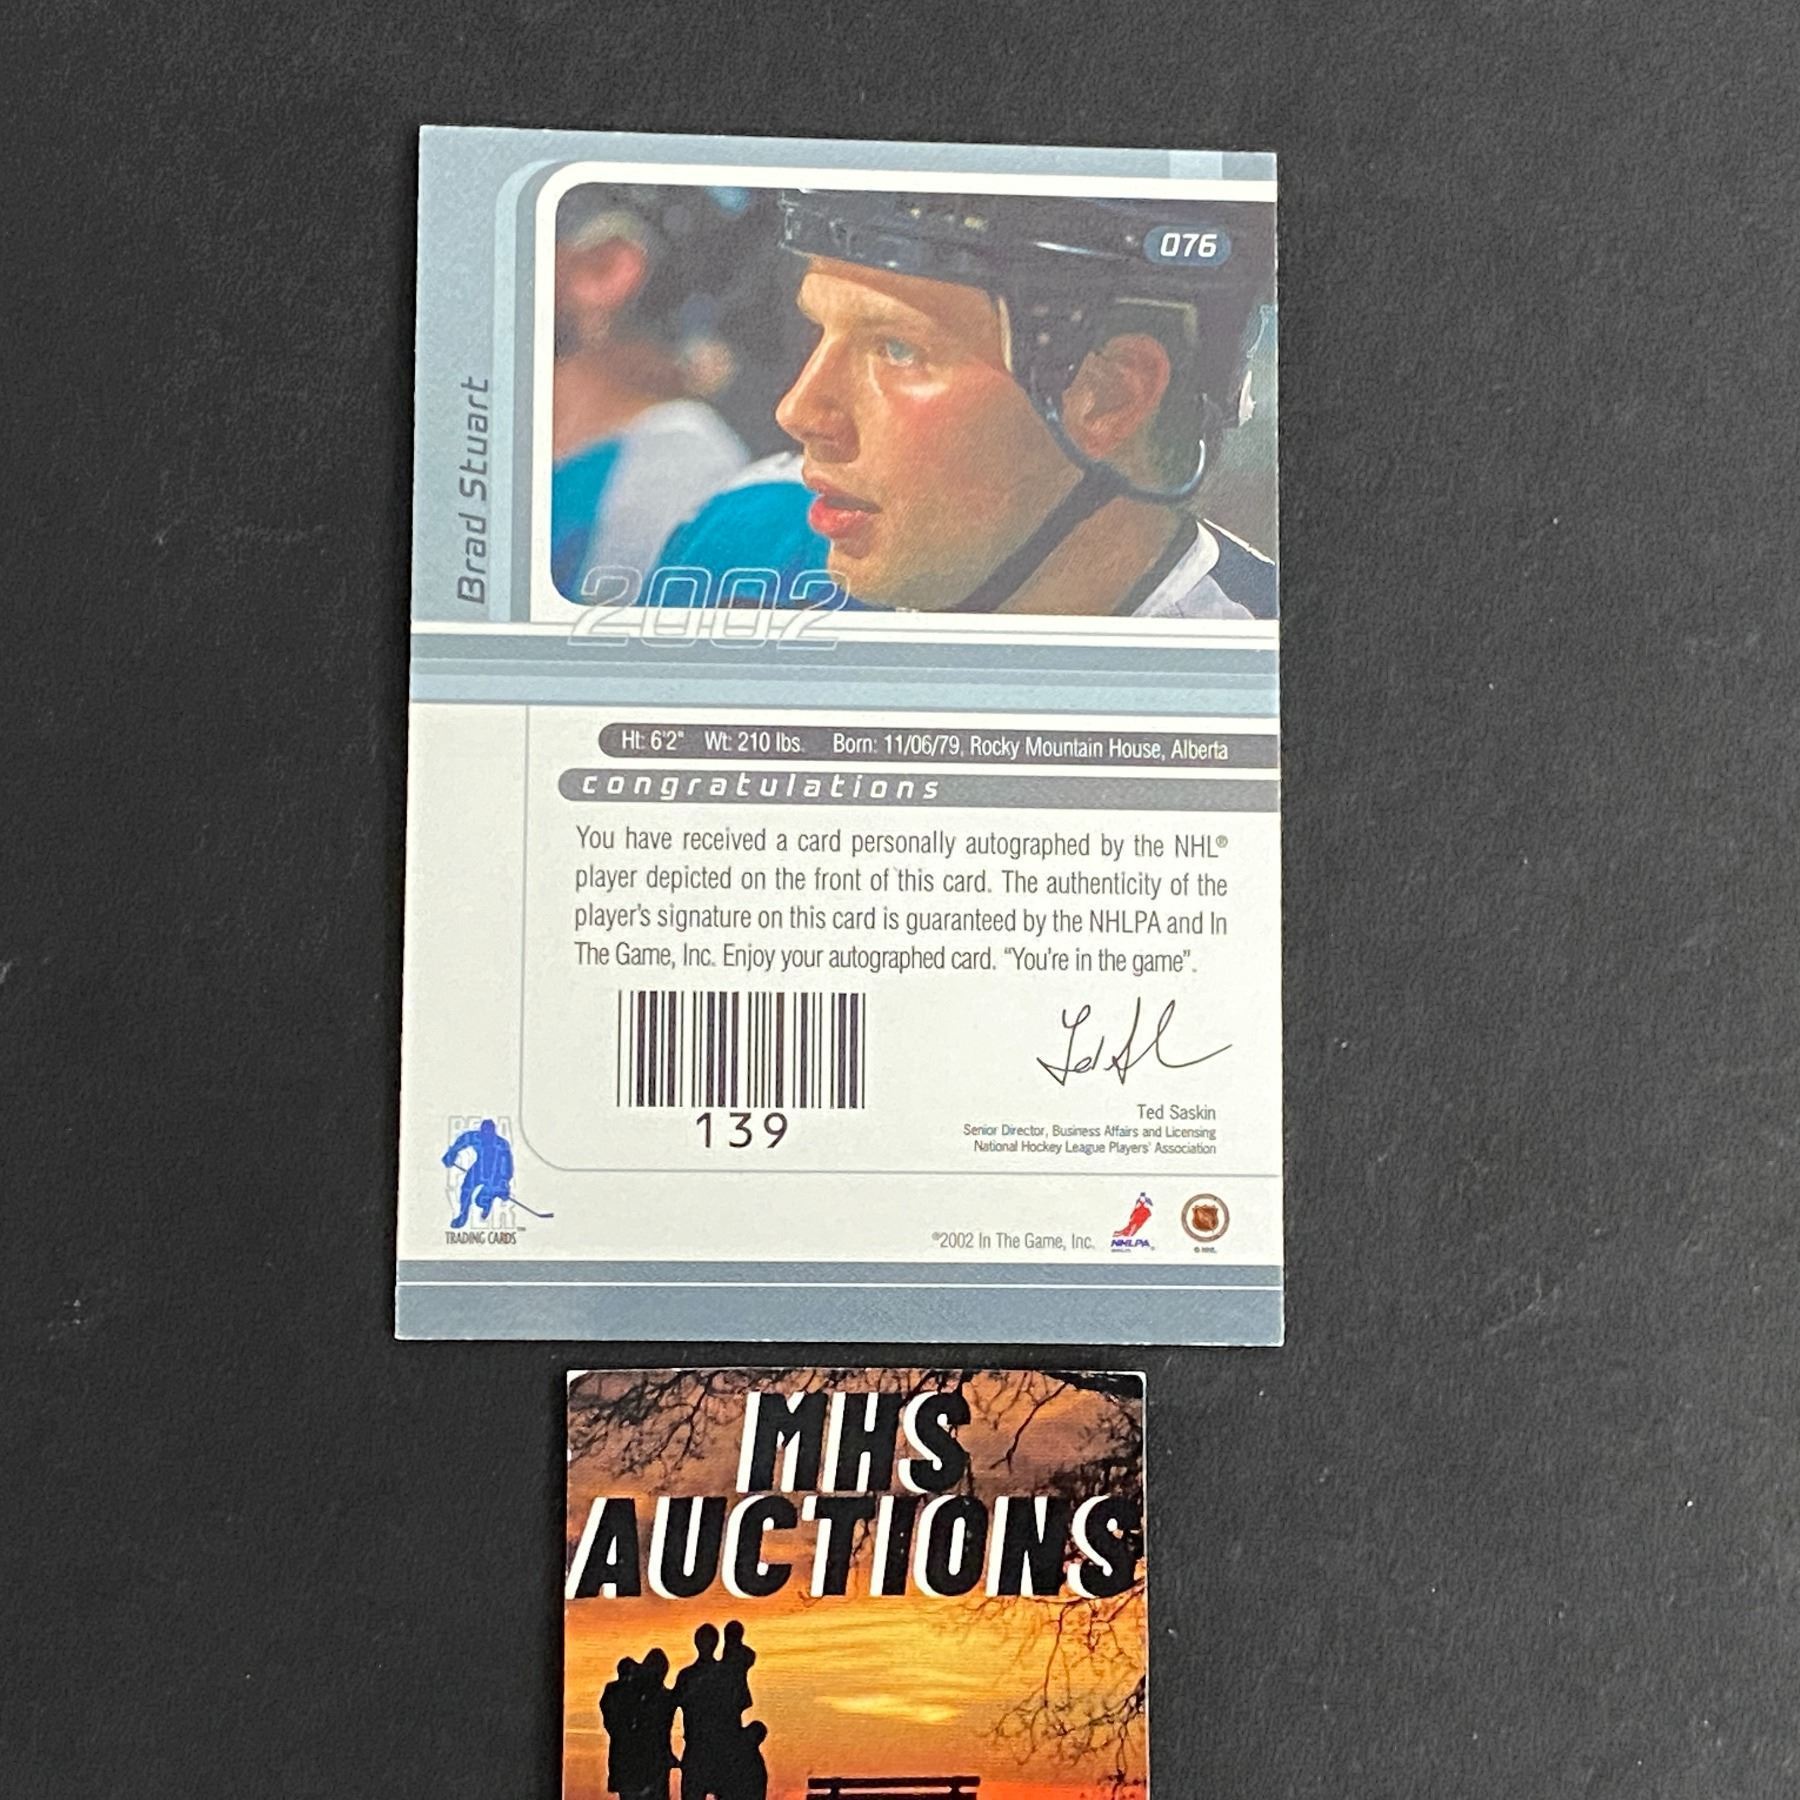 Brad Stuart
076
2002
Ht: 6'2" Wt: 210 lbs. Born: 11/06/79, Rocky Mountain House, Alberta
congratulations
You have received a card personally autographed by the NHL®
player depicted on the front of this card. The authenticity of the
player's signature on this card is guaranteed by the NHLPA and In
The Game, Inc. Enjoy your autographed card. "You're in the game".
139
Ted Saskin
Senior Director, Business Affairs and Licensing
National Hockey League Players' Association
BE A
PLAYER
TRADING CARDS™
©2002 In The Game, Inc.
NHLPA
© NHL
MHS
AUCTIONS